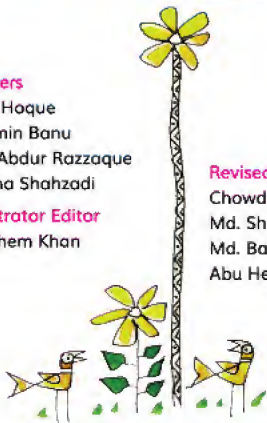 ers
Hoque
min Banu
Abdur Razzaque
na Shahzadi
trator Editor
hem Khan
Revised
Chowd
Md. Sh
Md. Ba
Abu He